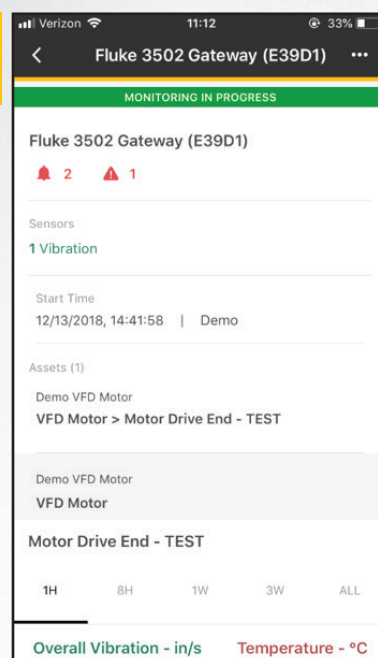 Verizon 11:12 33%
Fluke 3502 Gateway (E39D1)
MONITORING IN PROGRESS
Fluke 3502 Gateway (E39D1)
2 1
Sensors
1 Vibration
Start Time
12/13/2018, 14:41:58 | Demo
Assets (1)
Demo VFD Motor
VFD Motor > Motor Drive End - TEST
Demo VFD Motor
VFD Motor
Motor Drive End - TEST
1H 8H 1W 3W ALL
Overall Vibration - in/s Temperature - °C